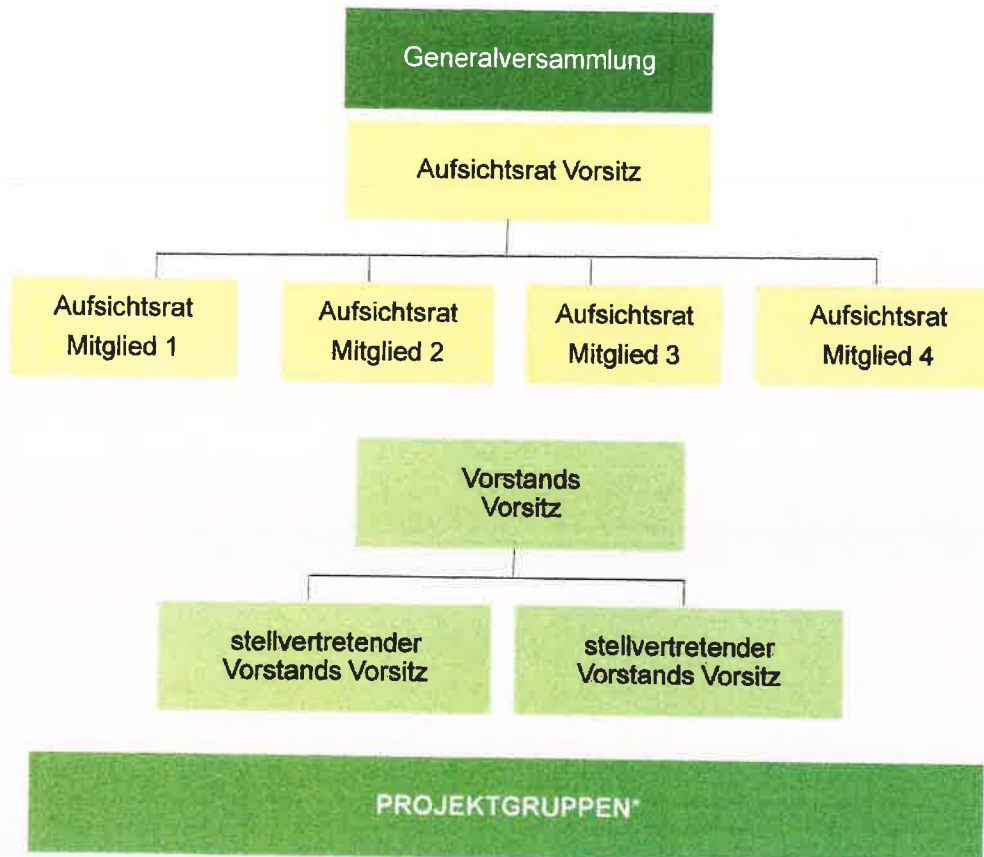 Generalversammlung
Aufsichtsrat Vorsitz
Aufsichtsrat
Mitglied 1
Aufsichtsrat
Mitglied 2
Aufsichtsrat
Mitglied 3
Aufsichtsrat
Mitglied 4
Vorstands
Vorsitz
stellvertretender
Vorstands Vorsitz
stellvertretender
Vorstands Vorsitz
PROJEKTGRUPPEN*